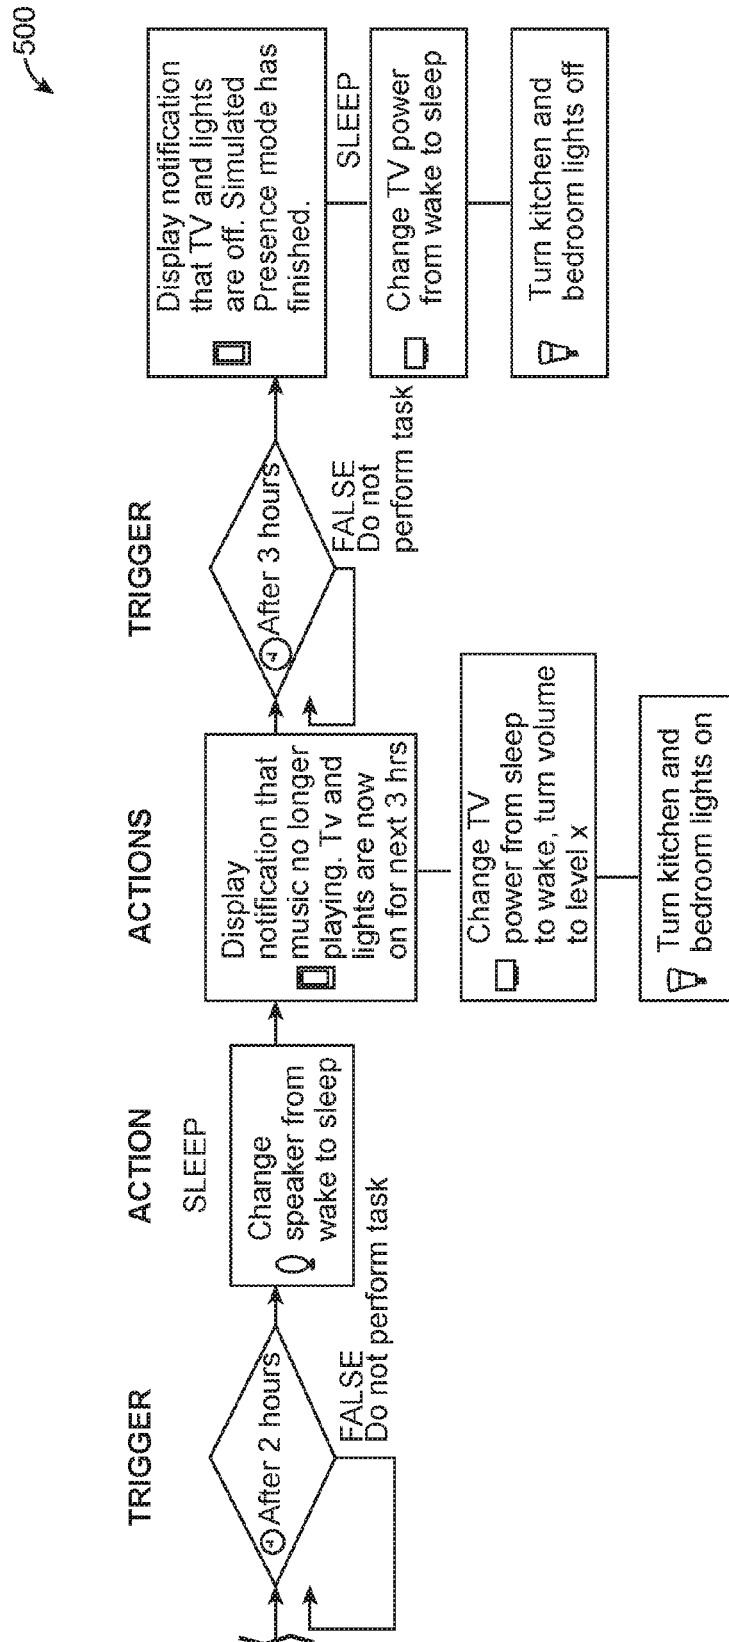 500
TRIGGER
After 2 hours
FALSE
Do not perform task
ACTION
SLEEP
Change
speaker from
wake to sleep
ACTIONS
Display
notification that
music no longer
playing. Tv and
lights are now
on for next 3 hrs
Change TV
power from sleep
to wake, turn volume
to level x
Turn kitchen and
bedroom lights on
TRIGGER
After 3 hours
FALSE
Do not
perform task
Display notification
that TV and lights
are off. Simulated
Presence mode has
finished.
SLEEP
Change TV power
from wake to sleep
Turn kitchen and
bedroom lights off